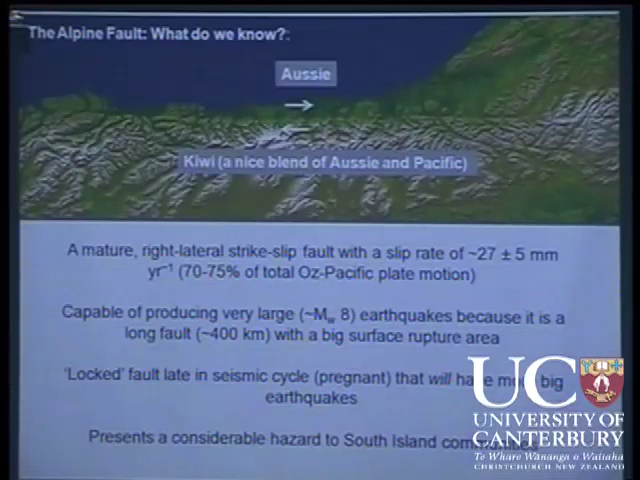 The Alpine Fault: What do we know?:
Aussie
Kiwi (a nice blend of Aussie and Pacific)
A mature, right-lateral strike-slip fault with a slip rate of ~27 ± 5 mm
yr⁻¹ (70-75% of total Oz-Pacific plate motion)
Capable of producing very large (~Mw 8) earthquakes because it is a
long fault (~400 km) with a big surface rupture area
'Locked' fault late in seismic cycle (pregnant) that will have more big
earthquakes
Presents a considerable hazard to South Island
UC
UNIVERSITY OF
CANTERBURY
Te Whare Wānanga o Waitaha
CHRISTCHURCH NEW ZEALAND